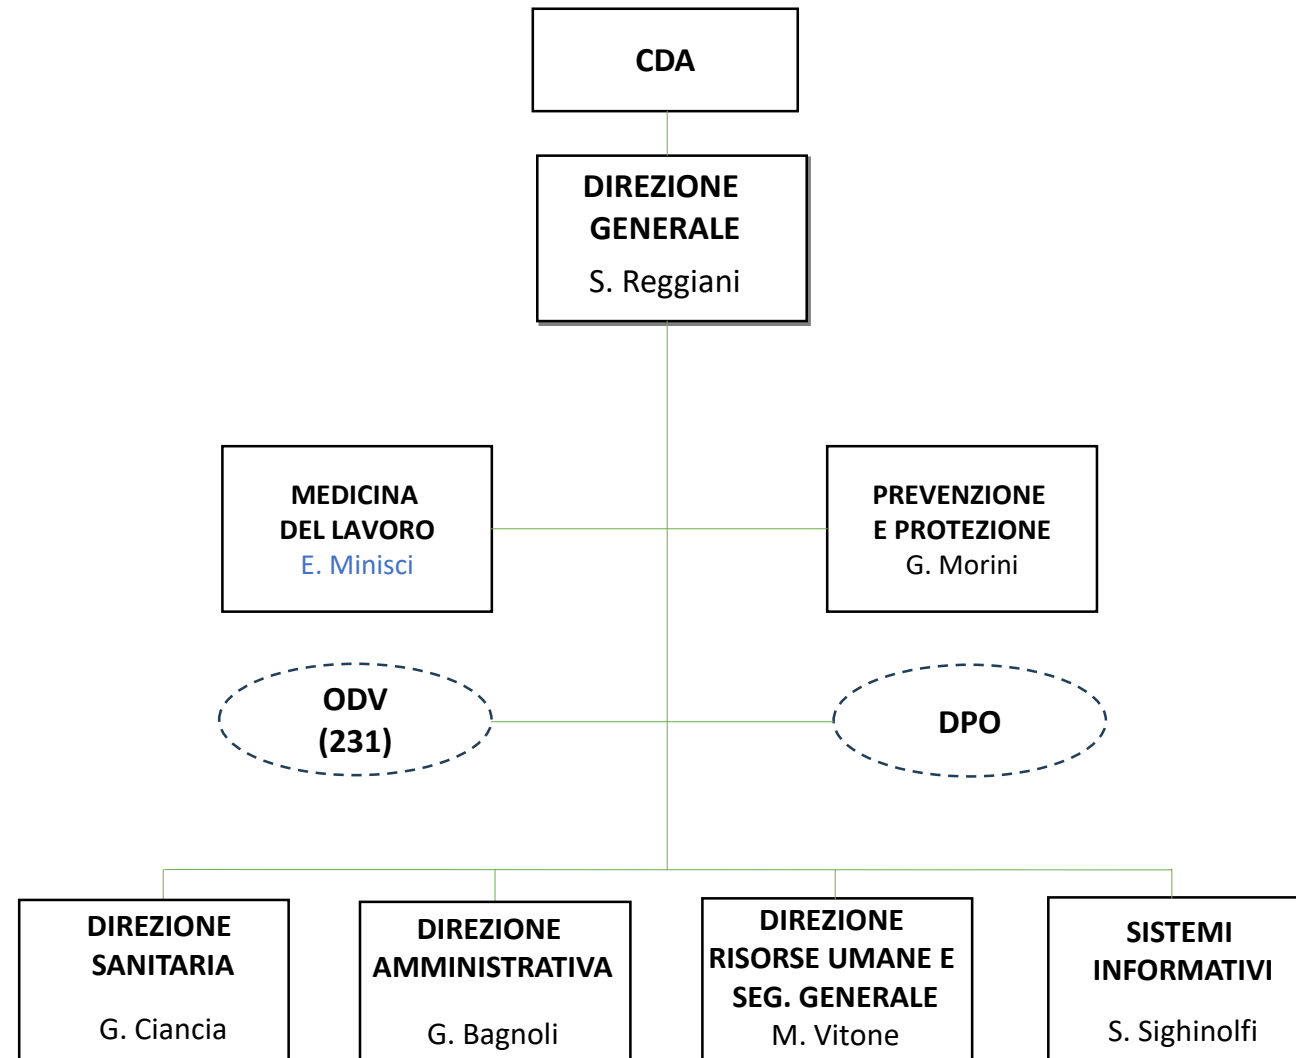 CDA
DIREZIONE
GENERALE
S. Reggiani
MEDICINA
DEL LAVORO
E. Minisci
PREVENZIONE
E PROTEZIONE
G. Morini
ODV
(231)
DPO
DIREZIONE
SANITARIA
G. Ciancia
DIREZIONE
AMMINISTRATIVA
G. Bagnoli
DIREZIONE
RISORSE UMANE E
SEG. GENERALE
M. Vitone
SISTEMI
INFORMATIVI
S. Sighinolfi